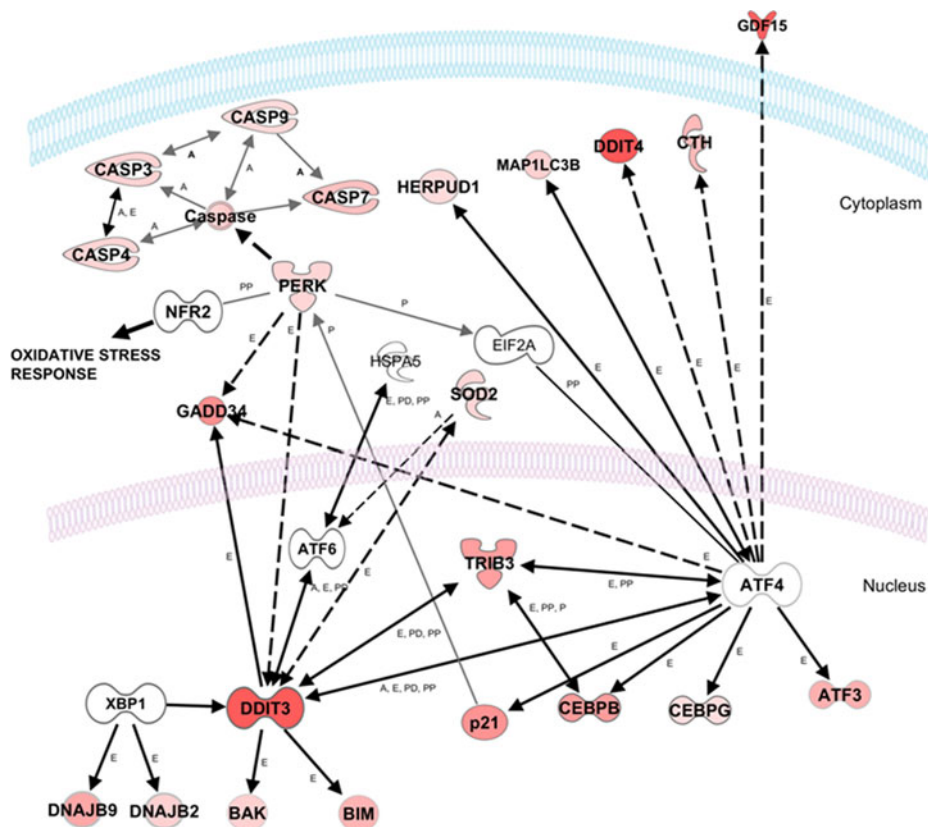 GDF15
CASP9
DDIT4
CTH
A
A
A
MAP1LC3B
CASP3
HERPUD1
CASP7
Cytoplasm
A
A, E
Caspase
A
CASP4
PERK
PP
NFR2
P
E
E
E
P
EIF2A
OXIDATIVE STRESS
RESPONSE
HSPA5
PP
E
E
E
E
E, PD, PP
SOD2
A
GADD34
E
E
ATF6
TRIB3
ATF4
Nucleus
A, E, PP
E
E, PP
E, PP, P
E, PD, PP
E
E
E
E
A, E, PD, PP
XBP1
DDIT3
p21
CEBPB
CEBPG
ATF3
E
E
E
E
DNAJB9
DNAJB2
BAK
BIM